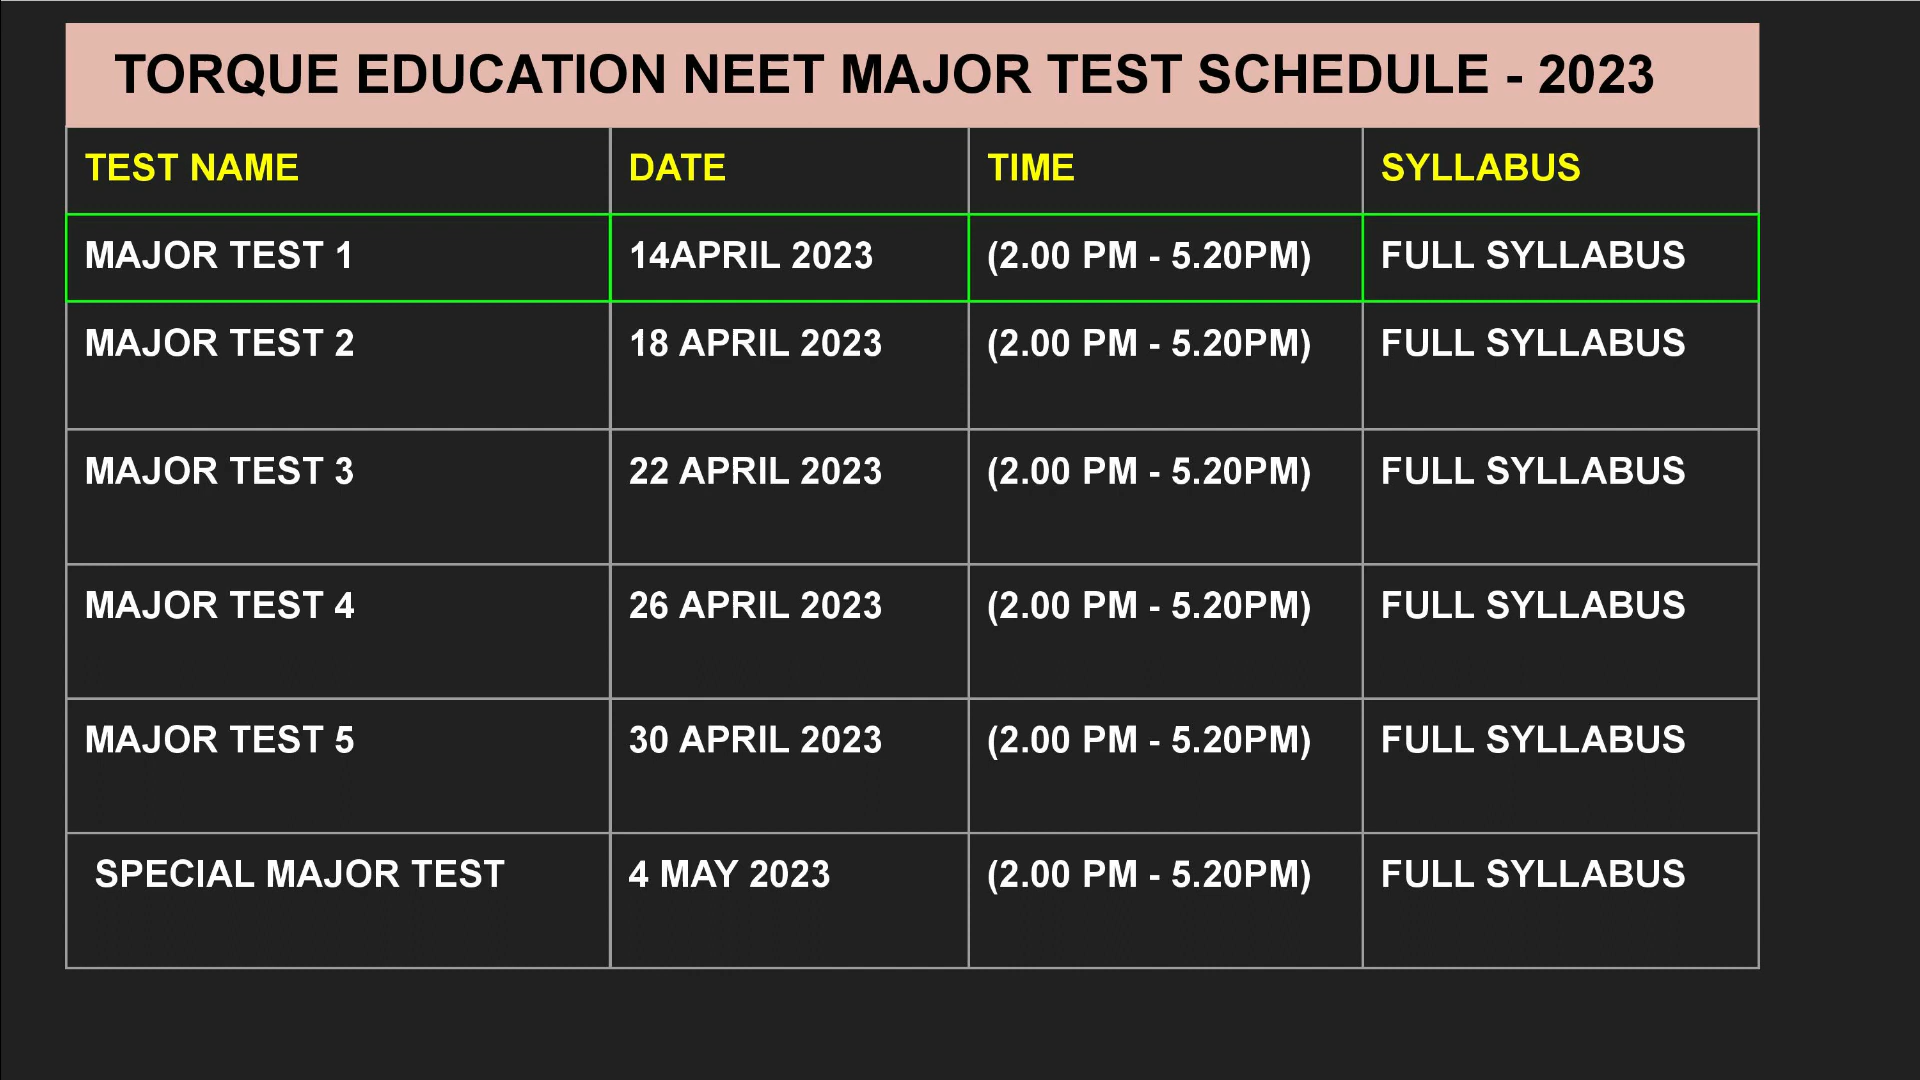 TORQUE EDUCATION NEET MAJOR TEST SCHEDULE - 2023
TEST NAME DATE TIME SYLLABUS
MAJOR TEST 1 14APRIL 2023 (2.00 PM - 5.20PM) FULL SYLLABUS
MAJOR TEST 2 18 APRIL 2023 (2.00 PM - 5.20PM) FULL SYLLABUS
MAJOR TEST 3 22 APRIL 2023 (2.00 PM - 5.20PM) FULL SYLLABUS
MAJOR TEST 4 26 APRIL 2023 (2.00 PM - 5.20PM) FULL SYLLABUS
MAJOR TEST 5 30 APRIL 2023 (2.00 PM - 5.20PM) FULL SYLLABUS
SPECIAL MAJOR TEST 4 MAY 2023 (2.00 PM - 5.20PM) FULL SYLLABUS